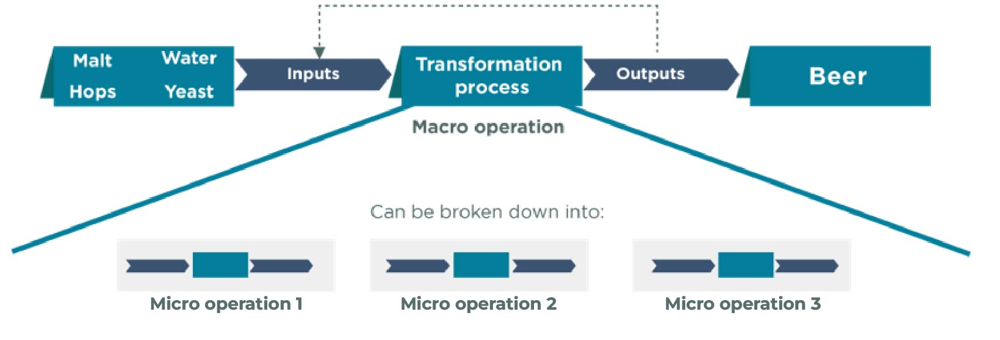 Malt Water
Hops Yeast
Inputs
Transformation
process
Outputs
Beer
Macro operation
Can be broken down into:
Micro operation 1
Micro operation 2
Micro operation 3